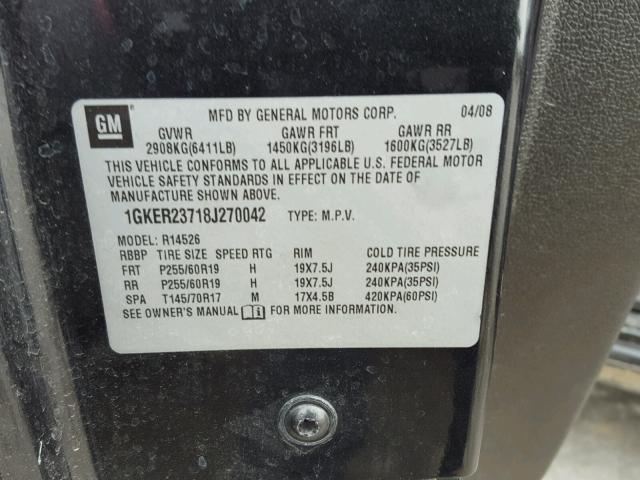 GM
MFD BY GENERAL MOTORS CORP. 04/08
GVWR GAWR FRT GAWR RR
2908KG(6411LB) 1450KG(3196LB) 1600KG(3527LB)
THIS VEHICLE CONFORMS TO ALL APPLICABLE U.S. FEDERAL MOTOR
VEHICLE SAFETY STANDARDS IN EFFECT ON THE DATE OF
MANUFACTURE SHOWN ABOVE.
1GKER23718J270042 TYPE: M.P.V.
MODEL: R14526
RBBP TIRE SIZE SPEED RTG RIM COLD TIRE PRESSURE
FRT P255/60R19 H 19X7.5J 240KPA(35PSI)
RR P255/60R19 H 19X7.5J 240KPA(35PSI)
SPA T145/70R17 M 17X4.5B 420KPA(60PSI)
SEE OWNER'S MANUAL FOR MORE INFORMATION.